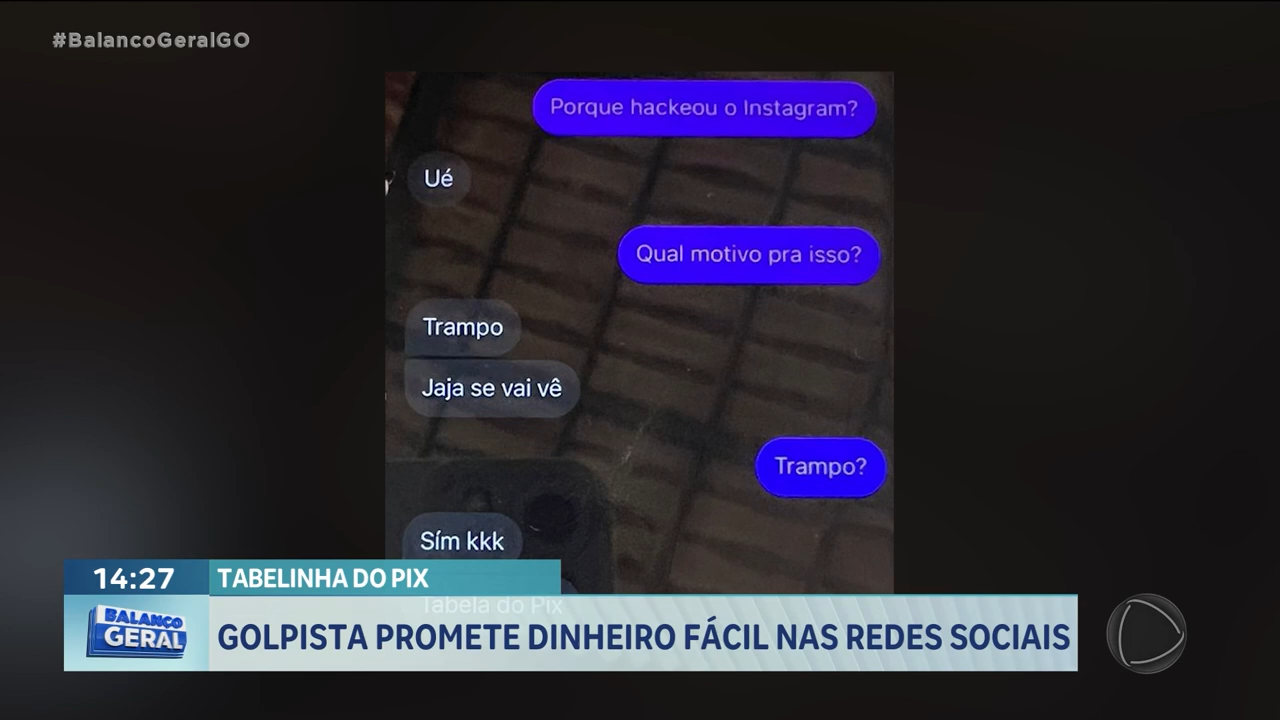 #BalancoGeralGO
Porque hackeou o Instagram?
Ué
Qual motivo pra isso?
Trampo
Jaja se vai vê
Trampo?
Sím kkk
Tabela do Pix
14:27
TABELINHA DO PIX
BALANCO
GERAL
GOLPISTA PROMETE DINHEIRO FÁCIL NAS REDES SOCIAIS